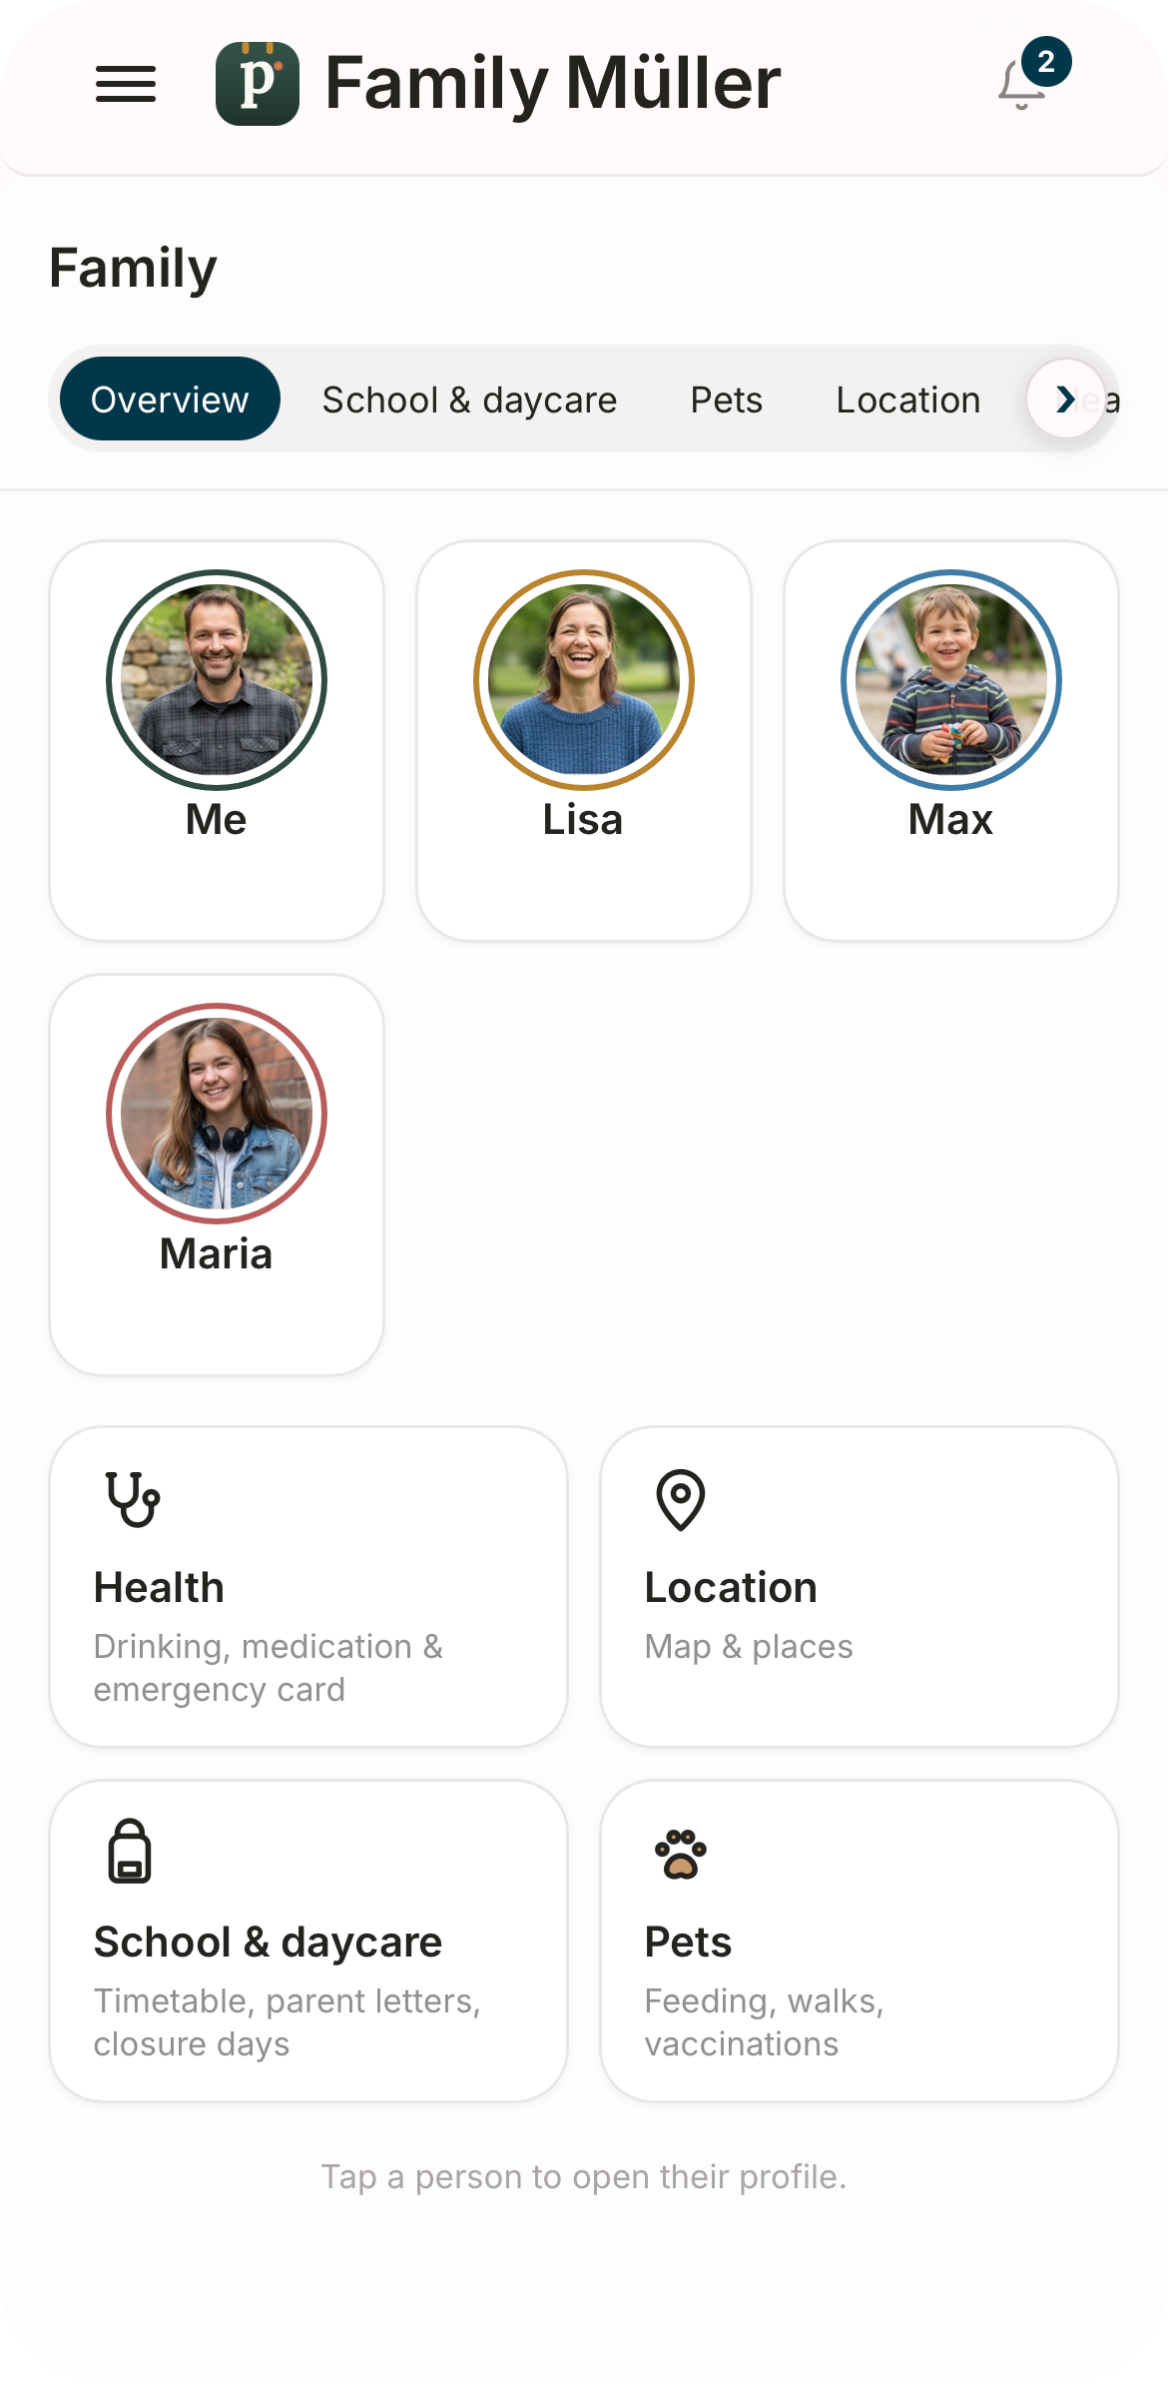 p Family Müller 2
Family
Overview School & daycare Pets Location
Me Lisa Max
Maria
Health
Drinking, medication &
emergency card
Location
Map & places
School & daycare
Timetable, parent letters,
closure days
Pets
Feeding, walks,
vaccinations
Tap a person to open their profile.